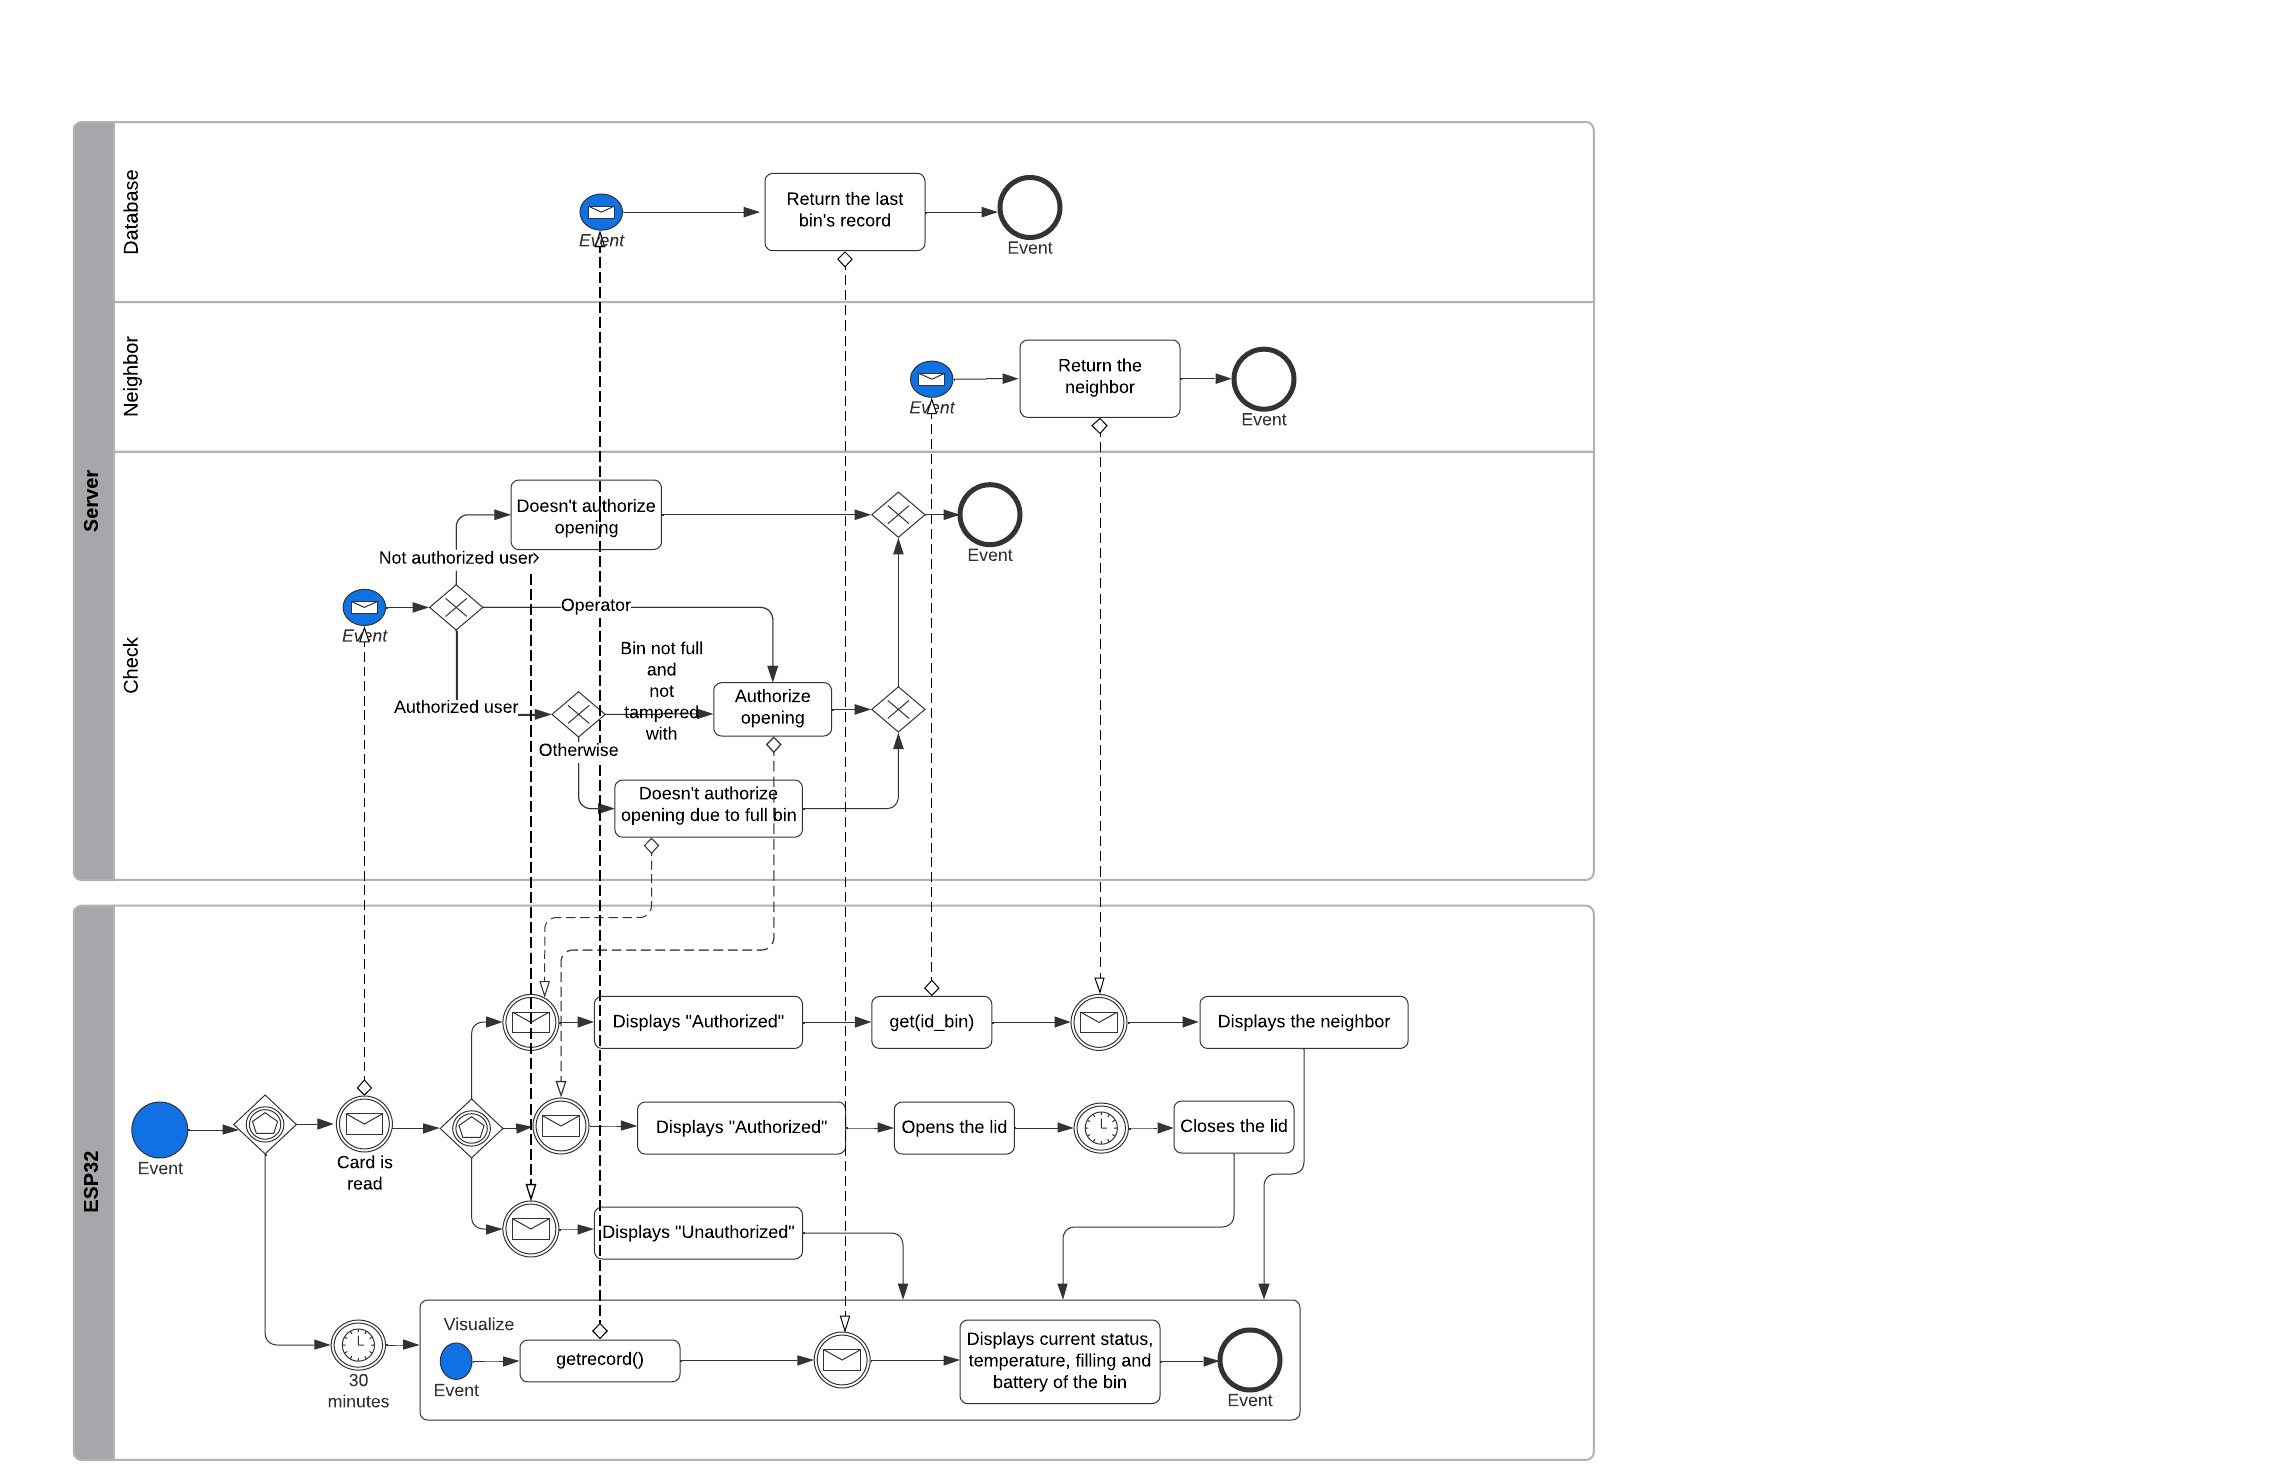 Server
Database
Event
Return the last
bin's record
Event
Neighbor
Event
Return the
neighbor
Event
Check
Doesn't authorize
opening
Event
Not authorized user
Event
Operator
Bin not full
and
not
tampered
with
Authorized user
Authorize
opening
Otherwise
Doesn't authorize
opening due to full bin
ESP32
Displays "Authorized"
get(id_bin)
Displays the neighbor
Event
Card is
read
Displays "Authorized"
Opens the lid
Closes the lid
Displays "Unauthorized"
30
minutes
Visualize
Event
getrecord()
Displays current status,
temperature, filling and
battery of the bin
Event